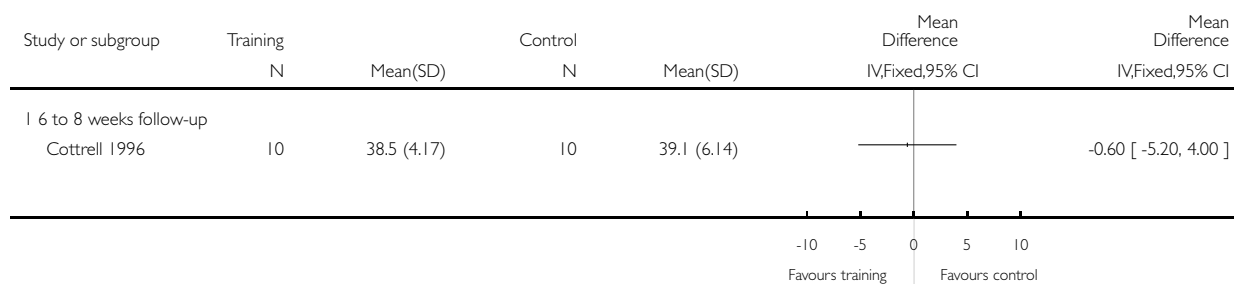 Mean Mean
Study or subgroup Training Control Difference Difference
N Mean(SD) N Mean(SD) IV,Fixed,95% CI IV,Fixed,95% CI
1 6 to 8 weeks follow-up
Cottrell 1996 10 38.5 (4.17) 10 39.1 (6.14) -0.60 [ -5.20, 4.00 ]
-10 -5 0 5 10
Favours training Favours control